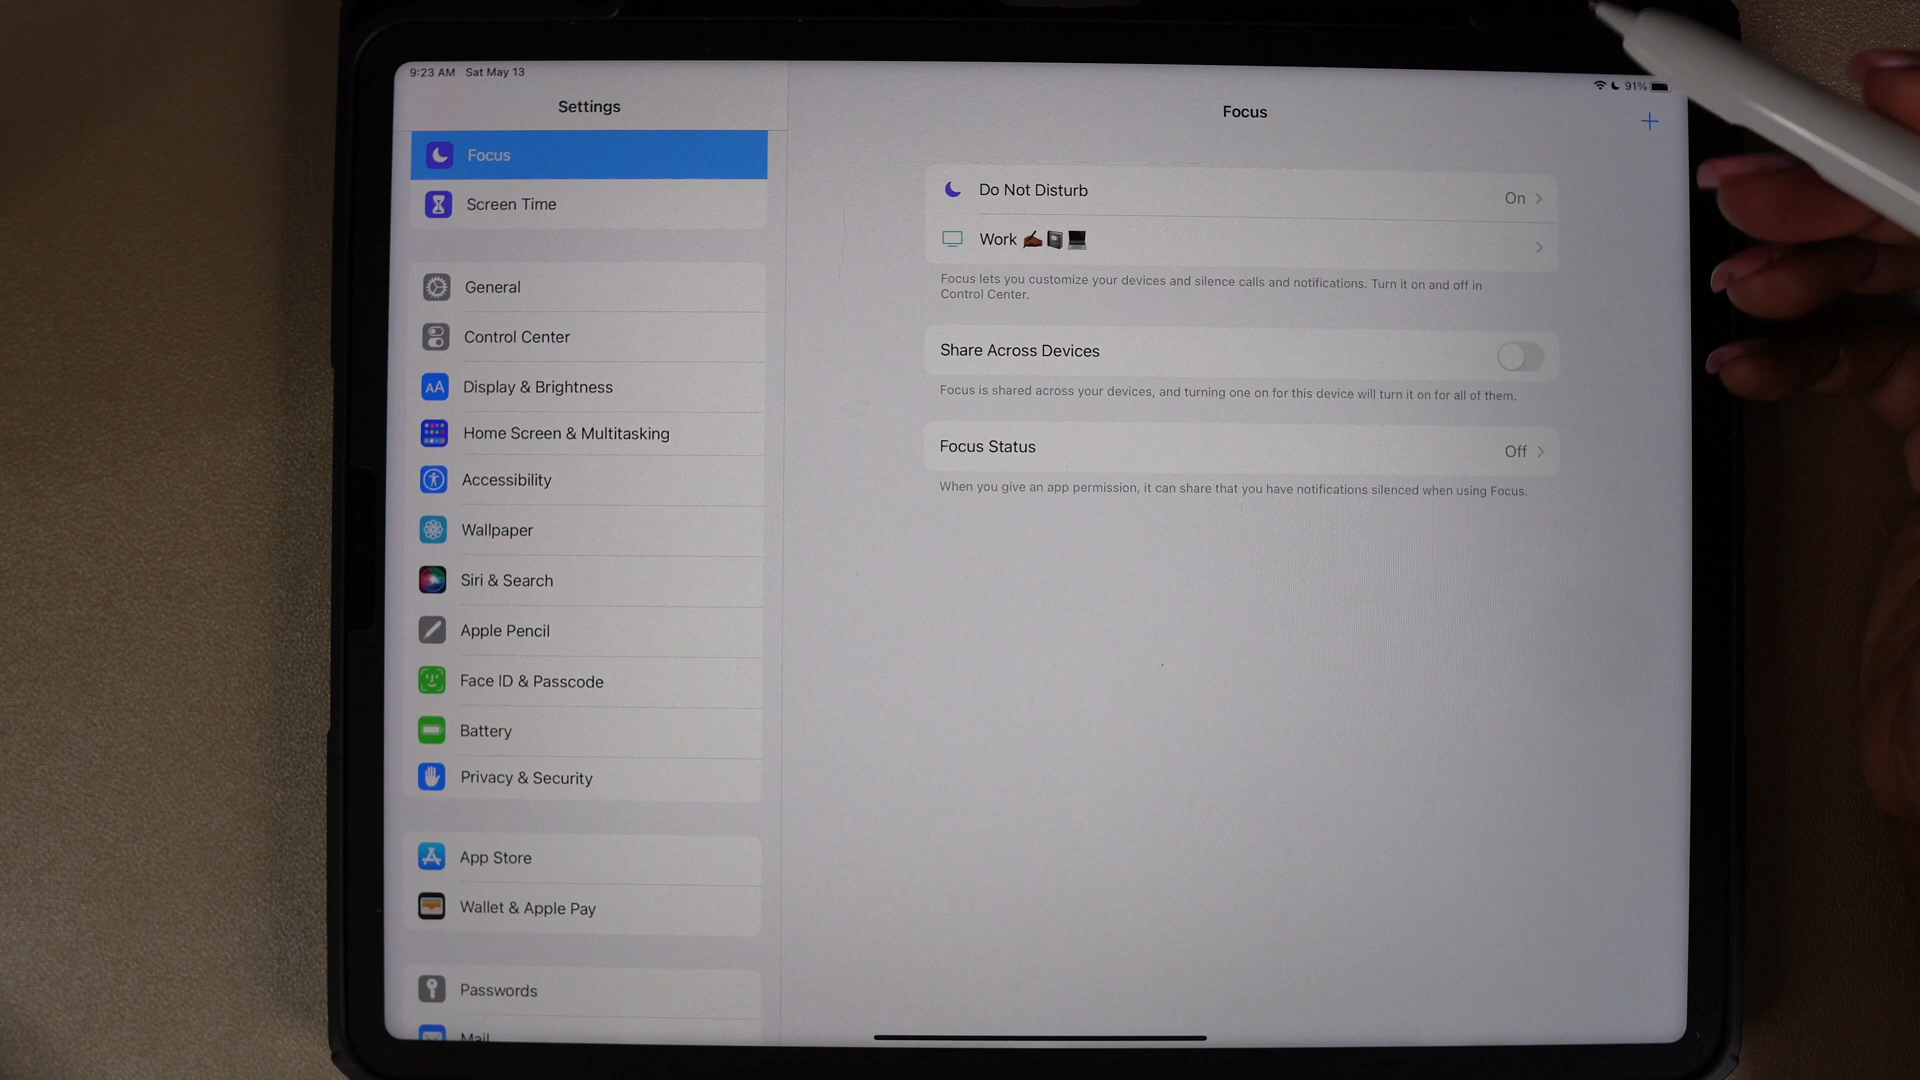 9:23 AM Sat May 13
91%
Settings
Focus
Screen Time
General
Control Center
Display & Brightness
Home Screen & Multitasking
Accessibility
Wallpaper
Siri & Search
Apple Pencil
Face ID & Passcode
Battery
Privacy & Security
App Store
Wallet & Apple Pay
Passwords
Mail
Focus
Do Not Disturb On
Work ✍🏾📓💻
Focus lets you customize your devices and silence calls and notifications. Turn it on and off in
Control Center.
Share Across Devices
Focus is shared across your devices, and turning one on for this device will turn it on for all of them.
Focus Status Off
When you give an app permission, it can share that you have notifications silenced when using Focus.